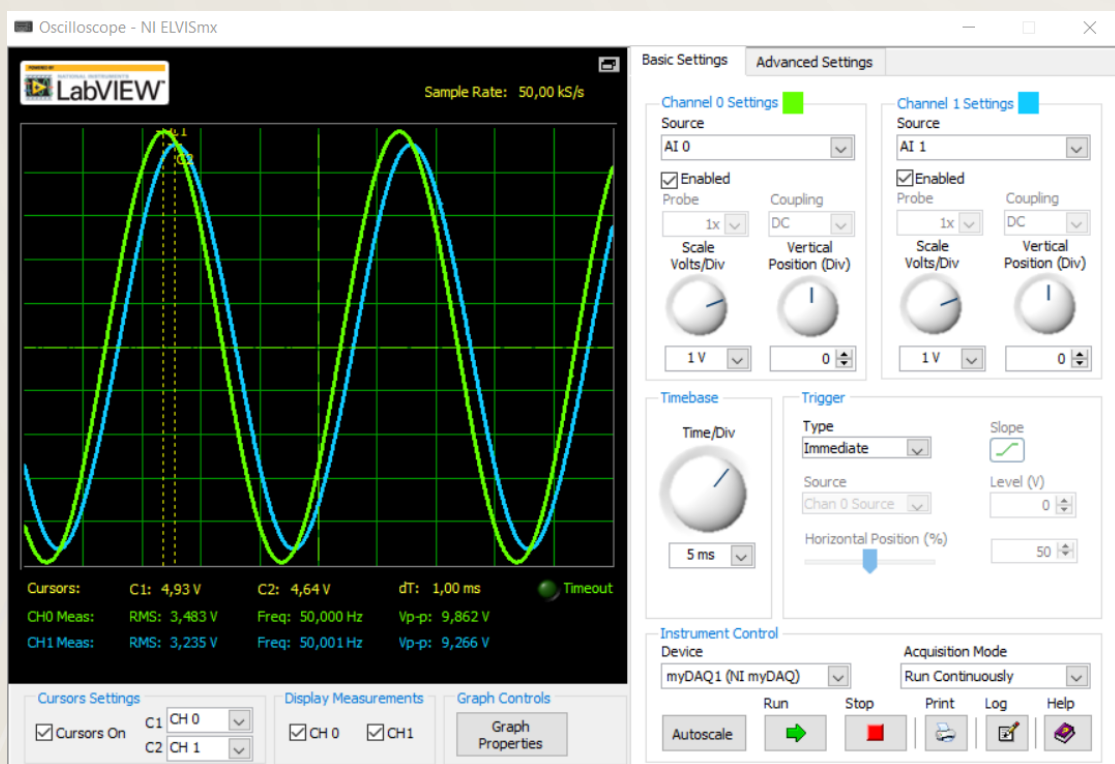 Oscilloscope - NI ELVISmx
POWERED BY
NATIONAL INSTRUMENTS
LabVIEW™
Sample Rate: 50,00 kS/s
C1
C2
Cursors: C1: 4,93 V C2: 4,64 V dT: 1,00 ms Timeout
CH0 Meas: RMS: 3,483 V Freq: 50,000 Hz Vp-p: 9,862 V
CH1 Meas: RMS: 3,235 V Freq: 50,001 Hz Vp-p: 9,266 V
Cursors Settings
Cursors On
C1 CH 0
C2 CH 1
Display Measurements
CH 0 CH1
Graph Controls
Graph
Properties
Basic Settings Advanced Settings
Channel 0 Settings
Source
AI 0
Enabled
Probe Coupling
1x DC
Scale
Volts/Div
Vertical
Position (Div)
1 V 0
Channel 1 Settings
Source
AI 1
Enabled
Probe Coupling
1x DC
Scale
Volts/Div
Vertical
Position (Div)
1 V 0
Timebase
Time/Div
5 ms
Trigger
Type
Immediate
Slope
Source
Chan 0 Source
Level (V)
0
Horizontal Position (%)
50
Instrument Control
Device
myDAQ1 (NI myDAQ)
Acquisition Mode
Run Continuously
Run Stop Print Log Help
Autoscale